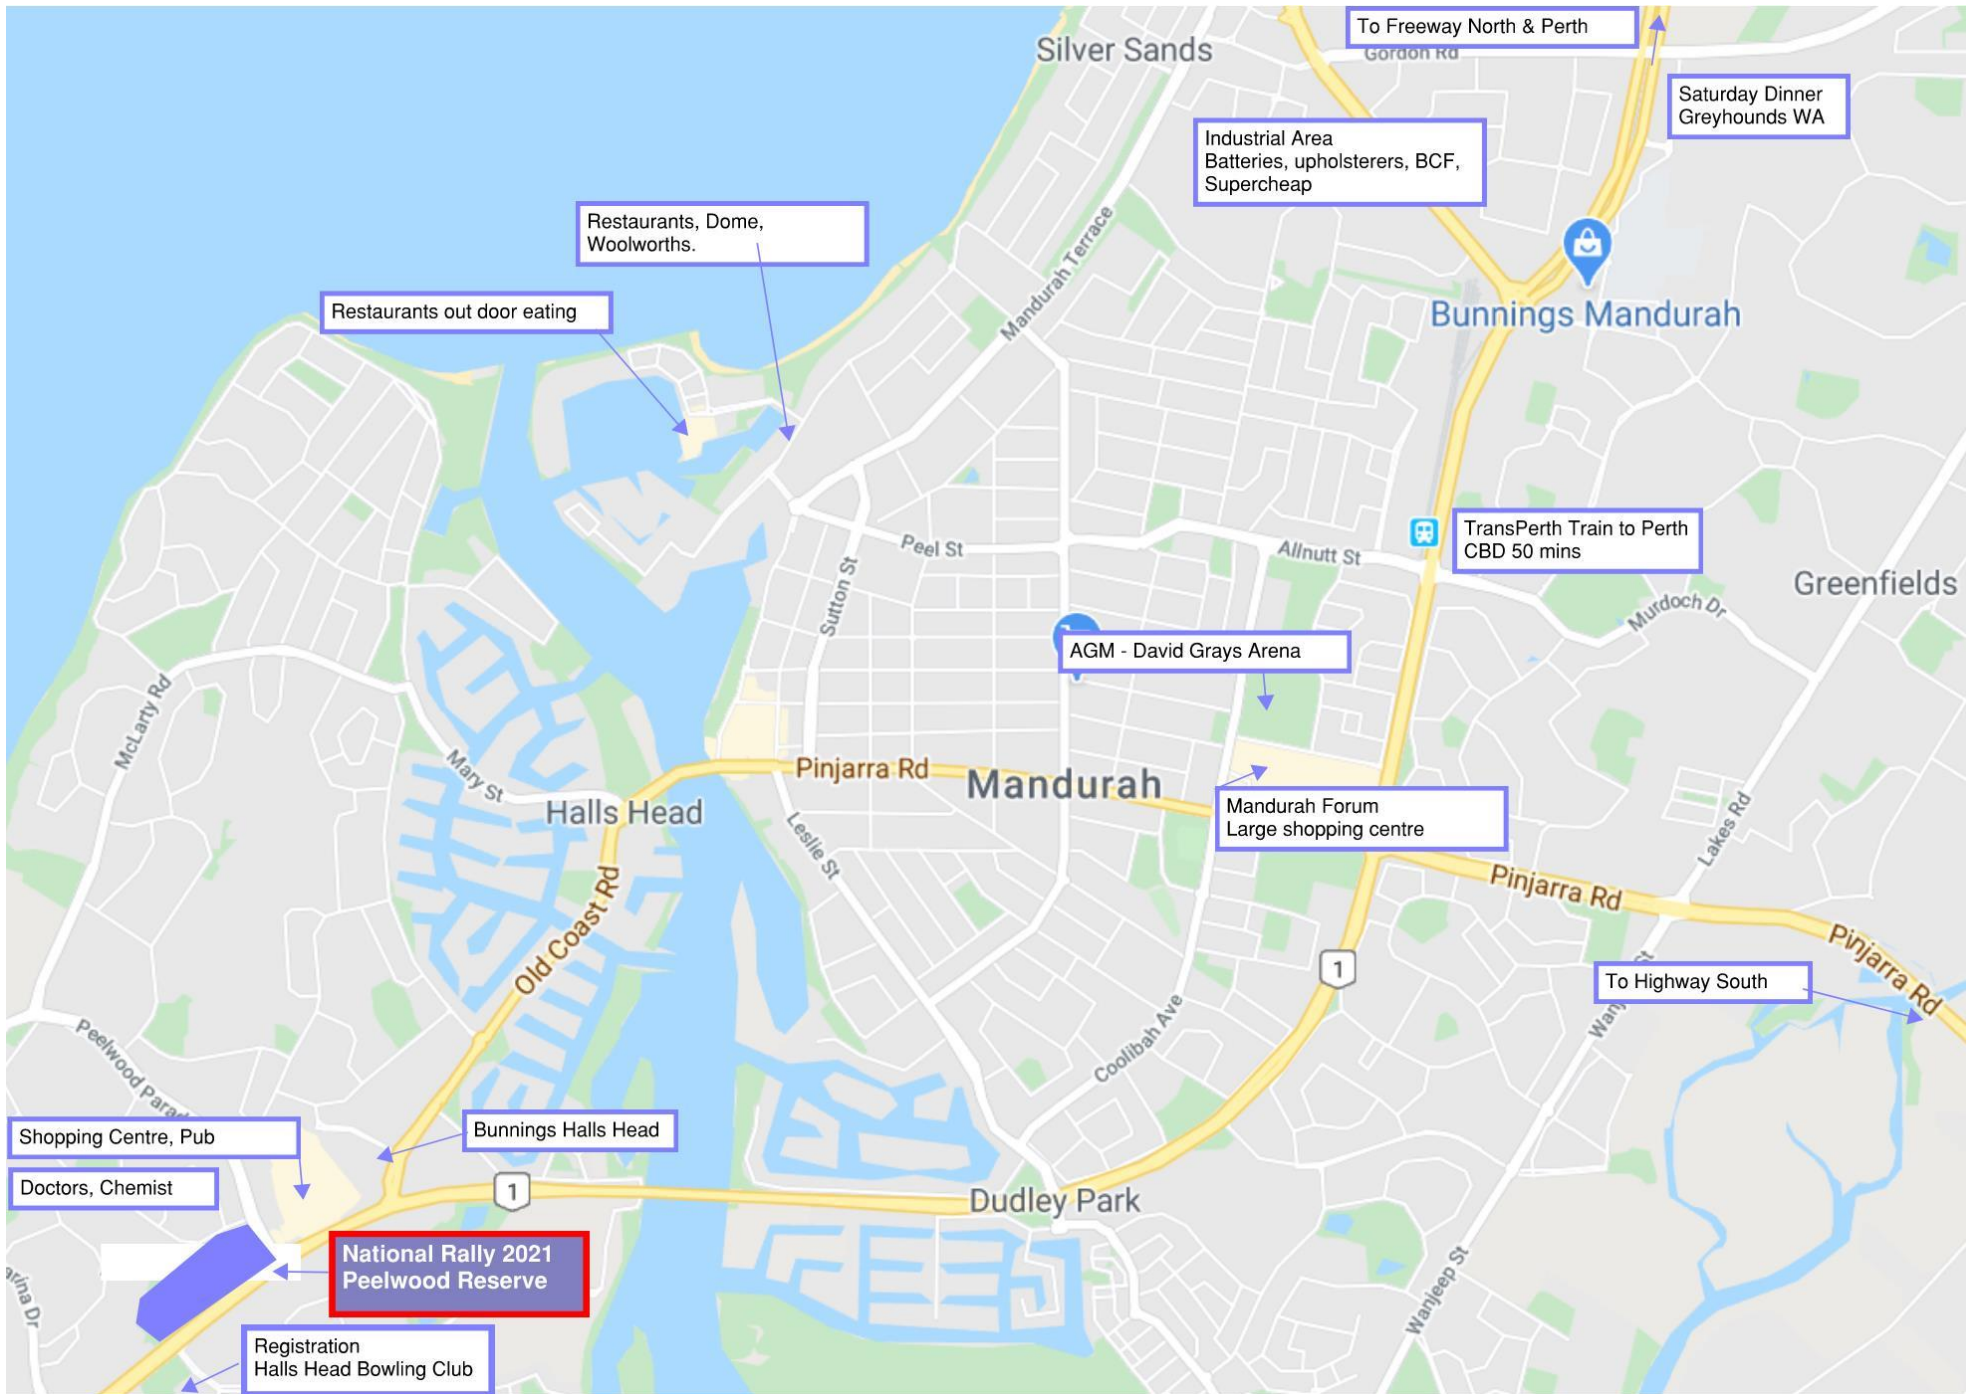 To Freeway North & Perth
Silver Sands
Gordon Rd
Saturday Dinner
Greyhounds WA
Industrial Area
Batteries, upholsterers, BCF,
Supercheap
Restaurants, Dome,
Woolworths.
Mandurah Terrace
Restaurants out door eating
Bunnings Mandurah
TransPerth Train to Perth
CBD 50 mins
Peel St
Allnutt St
Sutton St
Greenfields
Murdoch Dr
AGM - David Grays Arena
McLarty Rd
Mary St
Pinjarra Rd
Mandurah
Halls Head
Mandurah Forum
Large shopping centre
Leslie St
Lakes Rd
Pinjarra Rd
Old Coast Rd
Pinjarra Rd
1
To Highway South
Coolibah Ave
Peelwood
Shopping Centre, Pub
Bunnings Halls Head
Doctors, Chemist
1
Dudley Park
National Rally 2021
Peelwood Reserve
Wanjeep St
Registration
Halls Head Bowling Club